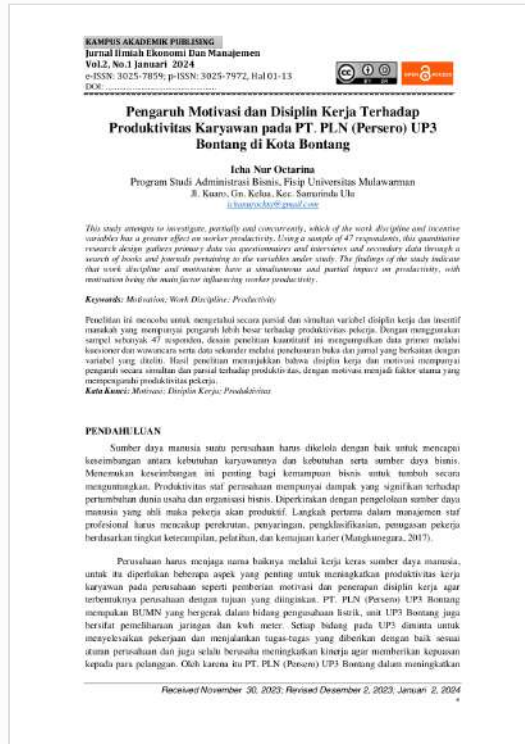 KAMPUS AKADEMIK PUBLISING
Jurnal Ilmiah Ekonomi Dan Manajemen
Vol.2, No.1 Januari 2024
e-ISSN: 3025-7859; p-ISSN: 3025-7972, Hal 01-13
DOI: ...............................................
Pengaruh Motivasi dan Disiplin Kerja Terhadap
Produktivitas Karyawan pada PT. PLN (Persero) UP3
Bontang di Kota Bontang
Icha Nur Octarina
Program Studi Administrasi Bisnis, Fisip Universitas Mulawarman
Jl. Kuaro, Gn. Kelua, Kec. Samarinda Ulu
This study attempts to investigate, partially and concurrently, which of the work discipline and incentive
variables has a greater effect on worker productivity. Using a sample of 47 respondents, this quantitative
research design gathers primary data via questionnaires and interviews and secondary data through a
search of books and journals pertaining to the variables under study. The findings of the study indicate
that work discipline and motivation have a simultaneous and partial impact on productivity, with
motivation being the main factor influencing worker productivity.
Keywords: Motivation; Work Discipline; Productivity
Penelitian ini mencoba untuk mengetahui secara parsial dan simultan variabel disiplin kerja dan insentif
manakah yang mempunyai pengaruh lebih besar terhadap produktivitas pekerja. Dengan menggunakan
sampel sebanyak 47 responden, desain penelitian kuantitatif ini mengumpulkan data primer melalui
kuesioner dan wawancara serta data sekunder melalui penelusuran buku dan jurnal yang berkaitan dengan
variabel yang diteliti. Hasil penelitian menunjukkan bahwa disiplin kerja dan motivasi mempunyai
pengaruh secara simultan dan parsial terhadap produktivitas, dengan motivasi menjadi faktor utama yang
mempengaruhi produktivitas pekerja.
Kata Kunci: Motivasi; Disiplin Kerja; Produktivitas
PENDAHULUAN
Sumber daya manusia suatu perusahaan harus dikelola dengan baik untuk mencapai
keseimbangan antara kebutuhan karyawannya dan kebutuhan serta sumber daya bisnis.
Menemukan keseimbangan ini penting bagi kemampuan bisnis untuk tumbuh secara
menguntungkan. Produktivitas staf perusahaan mempunyai dampak yang signifikan terhadap
pertumbuhan dunia usaha dan organisasi bisnis. Diperkirakan dengan pengelolaan sumber daya
manusia yang ahli maka pekerja akan produktif. Langkah pertama dalam manajemen staf
profesional harus mencakup perekrutan, penyaringan, pengklasifikasian, penugasan pekerja
berdasarkan tingkat keterampilan, pelatihan, dan kemajuan karier (Mangkunegara, 2017).
Perusahaan harus menjaga nama baiknya melalui kerja keras sumber daya manusia,
untuk itu diperlukan beberapa aspek yang penting untuk meningkatkan produktivitas kerja
karyawan pada perusahaan seperti pemberian motivasi dan penerapan disiplin kerja agar
terbentuknya perusahaan dengan tujuan yang diinginkan. PT. PLN (Persero) UP3 Bontang
merupakan BUMN yang bergerak dalam bidang pengusahaan listrik, unit UP3 Bontang juga
bersifat pemeliharaan jaringan dan kwh meter. Setiap bidang pada UP3 diminta untuk
menyelesaikan pekerjaan dan menjalankan tugas-tugas yang diberikan dengan baik sesuai
aturan perusahaan dan juga selalu berusaha meningkatkan kinerja agar memberikan kepuasan
kepada para pelanggan. Oleh karena itu PT. PLN (Persero) UP3 Bontang dalam meningkatkan
Received November 30, 2023; Revised Desember 2, 2023; Januari 2, 2024